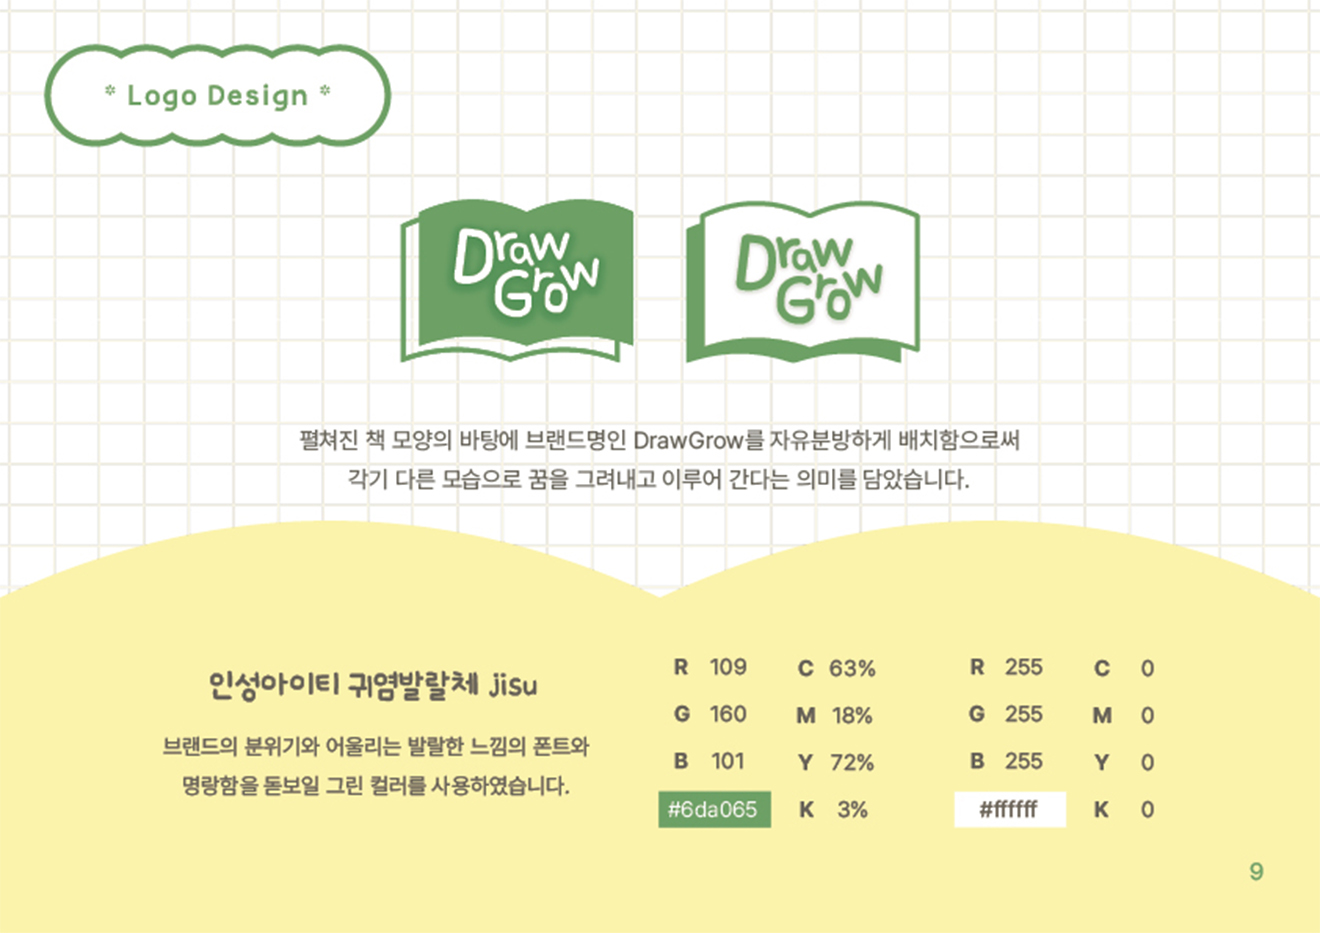 * Logo Design *
Draw
Grow
Draw
Grow
펼쳐진 책 모양의 바탕에 브랜드명인 DrawGrow를 자유분방하게 배치함으로써
각기 다른 모습으로 꿈을 그려내고 이루어 간다는 의미를 담았습니다.
인성아이티 귀염발랄체 jisu
브랜드의 분위기와 어울리는 발랄한 느낌의 폰트와
명랑함을 돋보일 그린 컬러를 사용하였습니다.
R 109 C 63%
G 160 M 18%
B 101 Y 72%
#6da065 K 3%
R 255 C 0
G 255 M 0
B 255 Y 0
#ffffff K 0
9